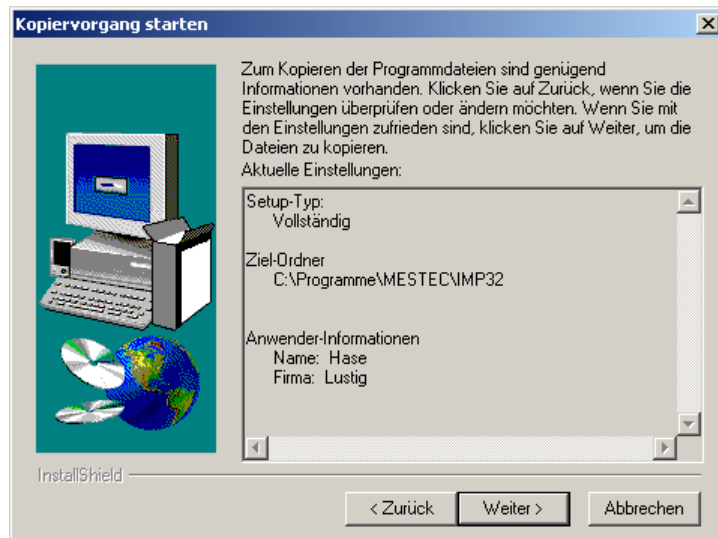 Kopiervorgang starten
Zum Kopieren der Programmdateien sind genügend
Informationen vorhanden. Klicken Sie auf Zurück, wenn Sie die
Einstellungen überprüfen oder ändern möchten. Wenn Sie mit
den Einstellungen zufrieden sind, klicken Sie auf Weiter, um die
Dateien zu kopieren.
Aktuelle Einstellungen:
Setup-Typ:
Vollständig
Ziel-Ordner
C:\Programme\MESTEC\IMP32
Anwender-Informationen
Name: Hase
Firma: Lustig
InstallShield
< Zurück
Weiter >
Abbrechen